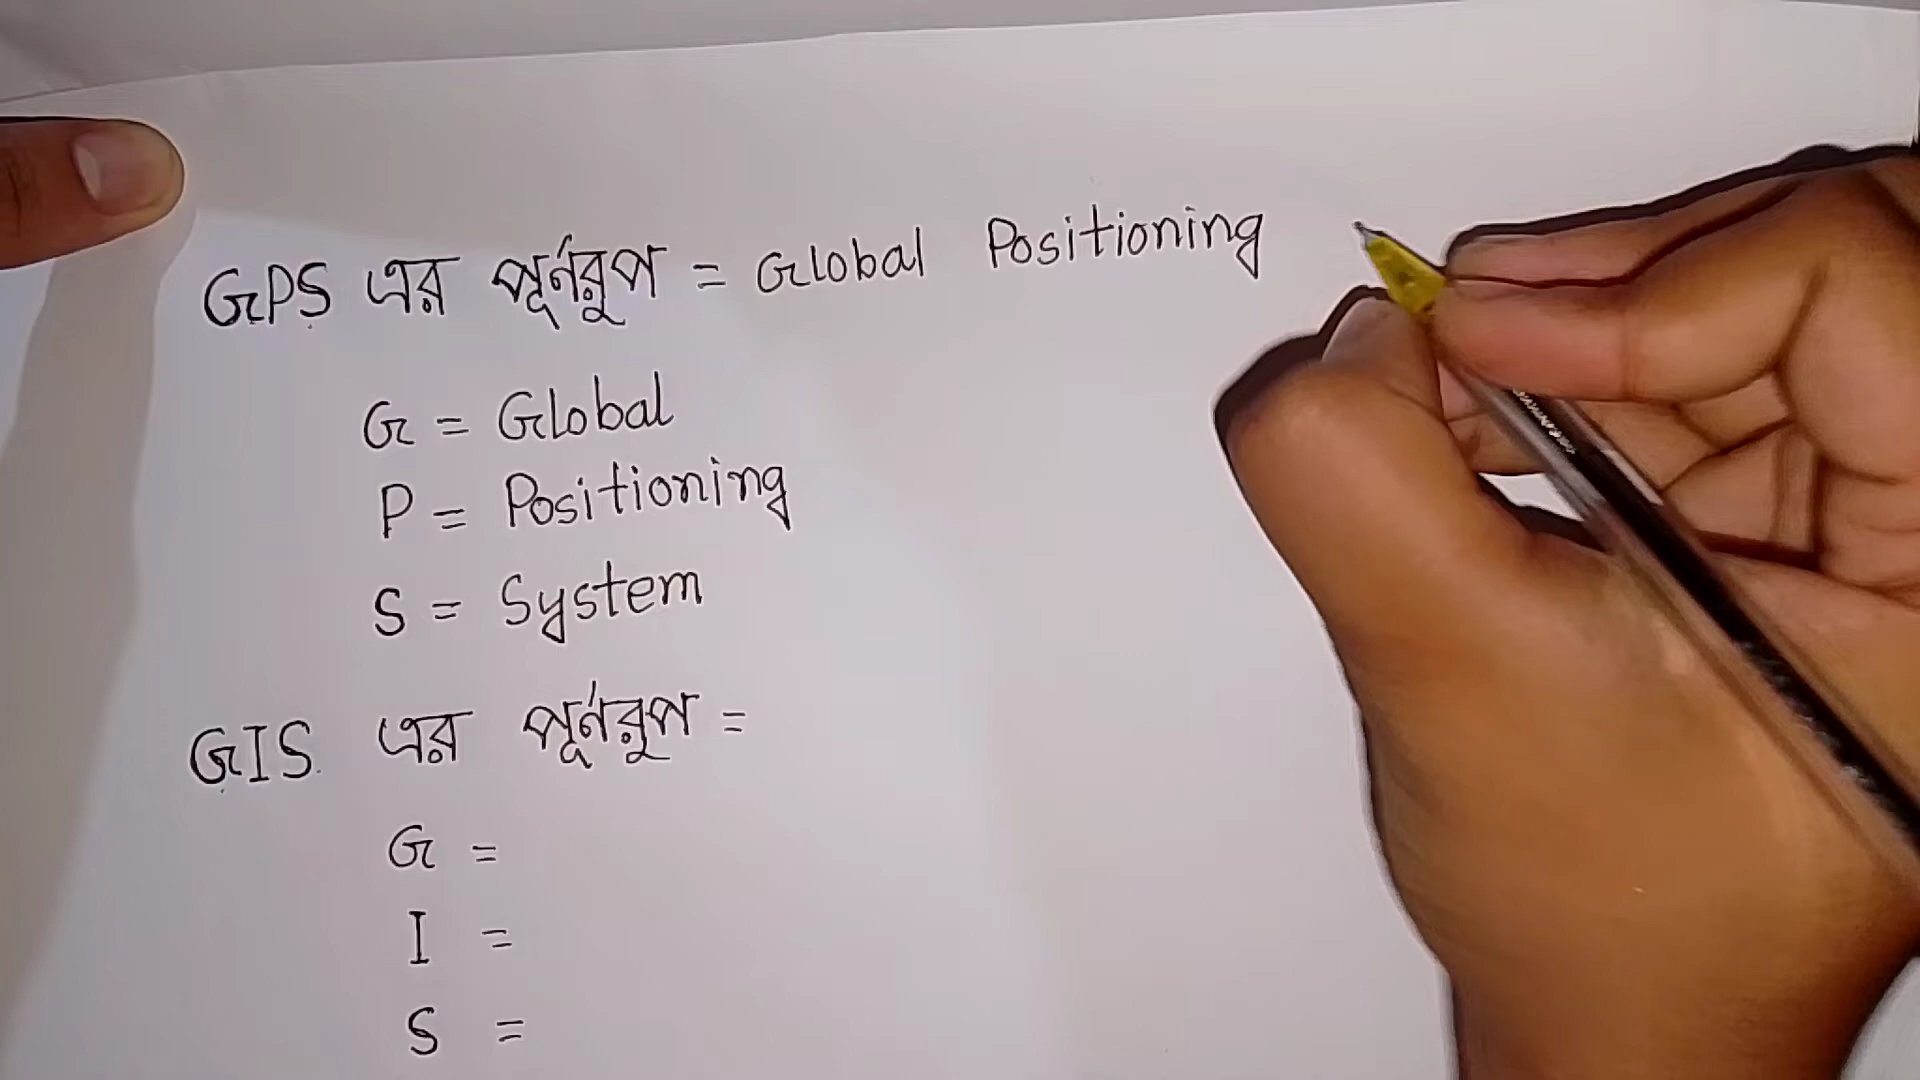 GPS এর পূর্নরুপ = Global Positioning
G = Global
P = Positioning
S = System
GIS এর পূর্নরুপ =
G =
I =
S =